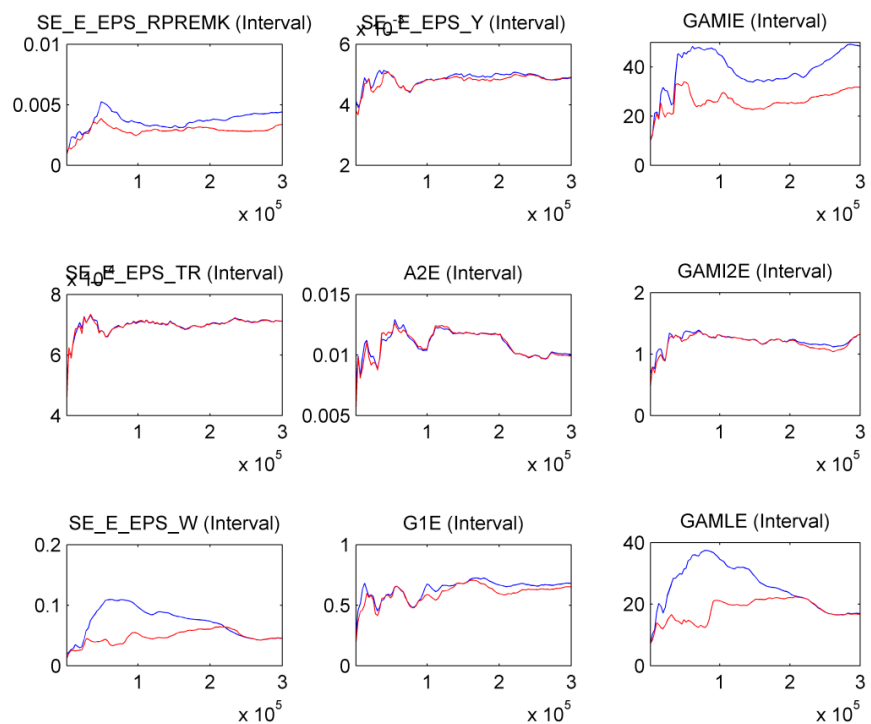 SE_E_EPS_RPREMK (Interval)
0.01
0.005
0
1 2 3
x 10^5
SE_E_EPS_Y (Interval)
x 10^-3
6
4
2
1 2 3
x 10^5
GAMIE (Interval)
40
20
0
1 2 3
x 10^5
SE_E_EPS_TR (Interval)
8
6
4
1 2 3
x 10^5
A2E (Interval)
0.015
0.01
0.005
1 2 3
x 10^5
GAMI2E (Interval)
2
1
0
1 2 3
x 10^5
SE_E_EPS_W (Interval)
0.2
0.1
0
1 2 3
x 10^5
G1E (Interval)
1
0.5
0
1 2 3
x 10^5
GAMLE (Interval)
40
20
0
1 2 3
x 10^5